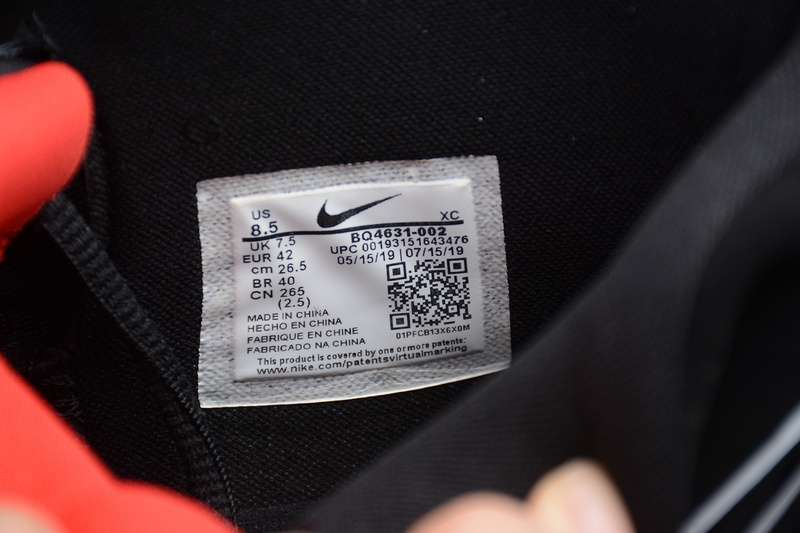 US XC
8.5
BQ4631-002
UK 7.5
UPC 00193151643476
EUR 42
05/15/19 | 07/15/19
cm 26.5
BR 40
CN 265
(2.5)
MADE IN CHINA
HECHO EN CHINA
FABRIQUE EN CHINE
FABRICADO NA CHINA
01PFCB13X6X0M
This product is covered by one or more patents:
www.nike.com/patentsvirtualmarking